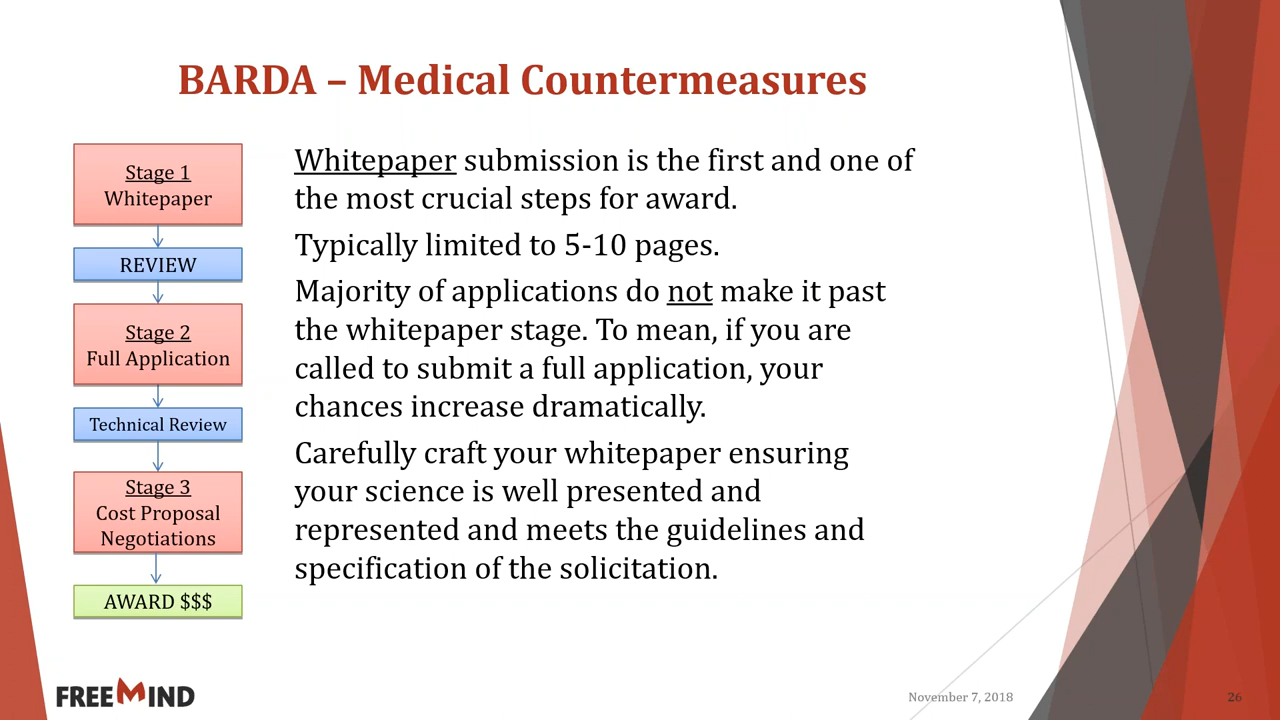 BARDA – Medical Countermeasures
Stage 1
Whitepaper
REVIEW
Stage 2
Full Application
Technical Review
Stage 3
Cost Proposal
Negotiations
AWARD $$$
Whitepaper submission is the first and one of
the most crucial steps for award.
Typically limited to 5-10 pages.
Majority of applications do not make it past
the whitepaper stage. To mean, if you are
called to submit a full application, your
chances increase dramatically.
Carefully craft your whitepaper ensuring
your science is well presented and
represented and meets the guidelines and
specification of the solicitation.
FREEMIND
November 7, 2018
26